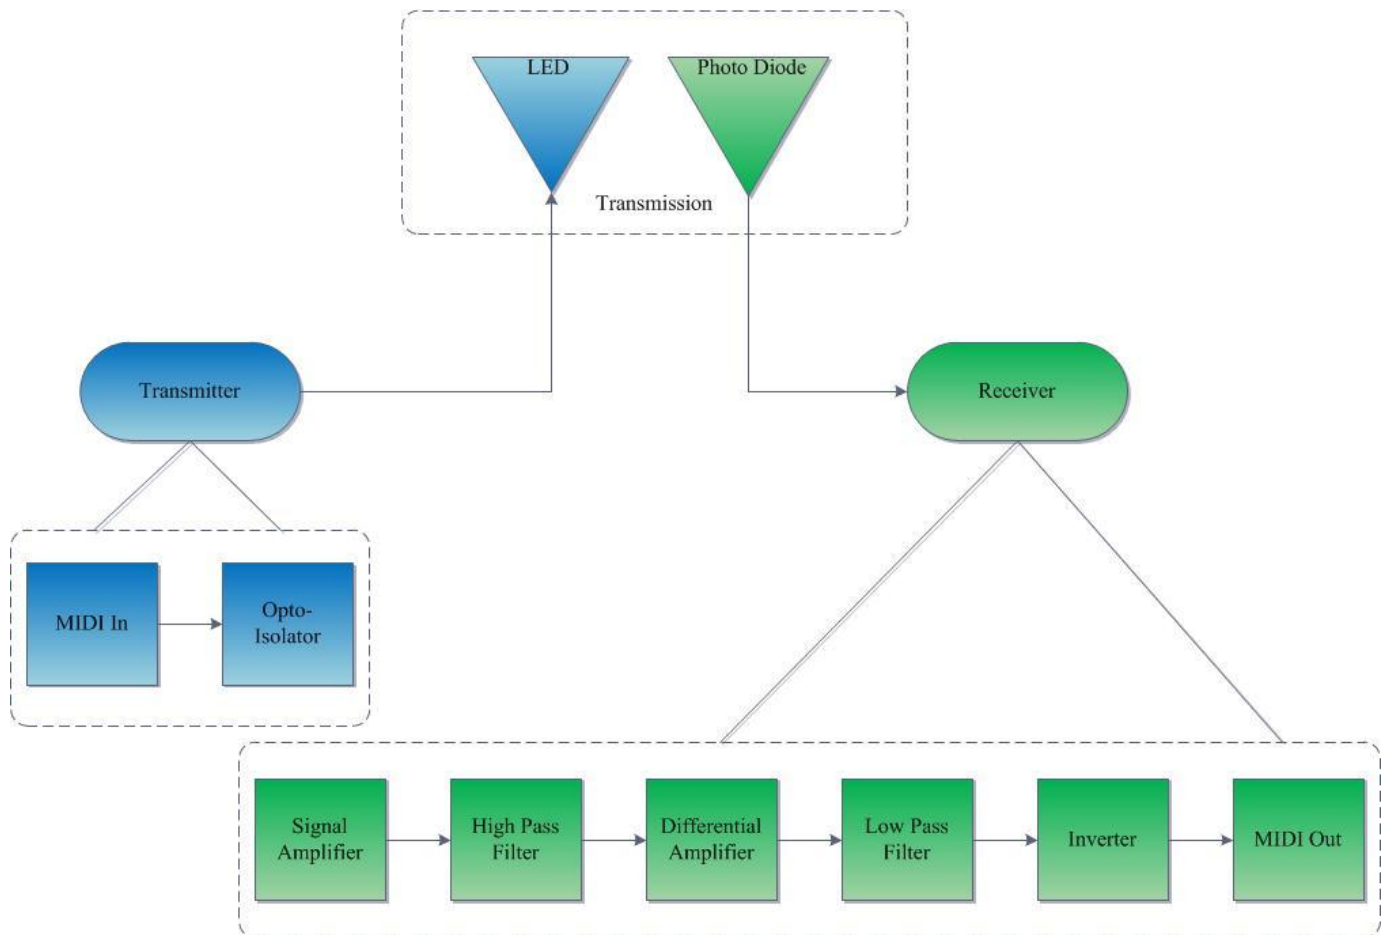 LED
Photo Diode
Transmission
Transmitter
Receiver
MIDI In
Opto-
Isolator
Signal
Amplifier
High Pass
Filter
Differential
Amplifier
Low Pass
Filter
Inverter
MIDI Out